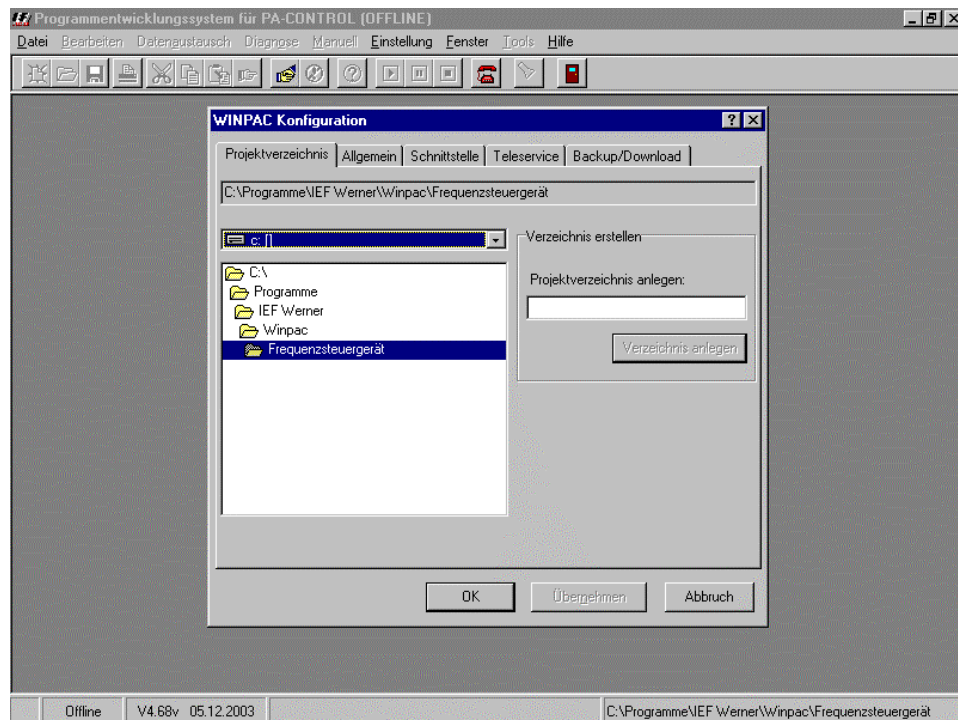 Programmentwicklungssystem für PA-CONTROL (OFFLINE)
Datei Bearbeiten Datenaustausch Diagnose Manuell Einstellung Fenster Tools Hilfe
WINPAC Konfiguration
Projektverzeichnis Allgemein Schnittstelle Teleservice Backup/Download
C:\Programme\IEF Werner\Winpac\Frequenzsteuergerät
c: []
Verzeichnis erstellen
C:\
Programme
IEF Werner
Winpac
Frequenzsteuergerät
Projektverzeichnis anlegen:
Verzeichnis anlegen
OK Übernehmen Abbruch
Offline V4.68v 05.12.2003 C:\Programme\IEF Werner\Winpac\Frequenzsteuergerät